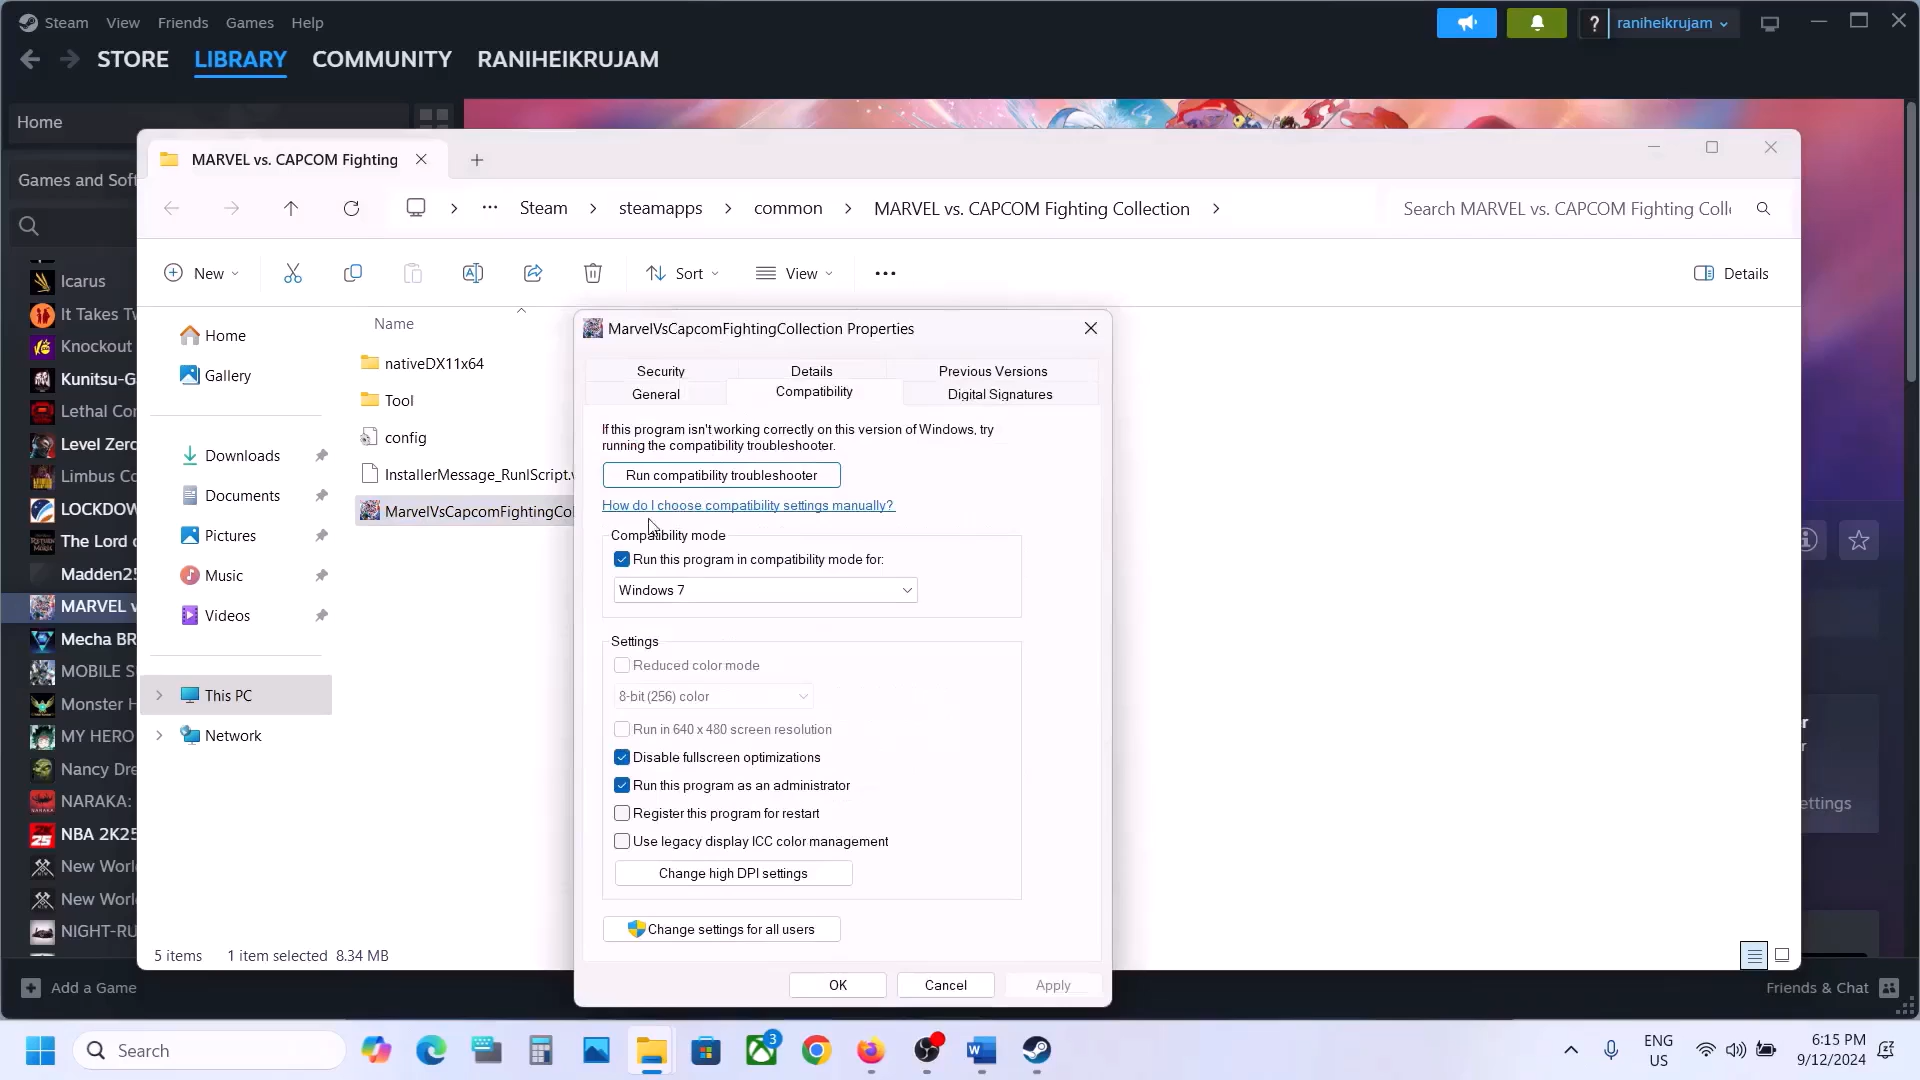 Steam View Friends Games Help
? raniheikrujam
STORE LIBRARY COMMUNITY RANIHEIKRUJAM
Home
MARVEL vs. CAPCOM Fighting
Games and Soft
Steam steamapps common MARVEL vs. CAPCOM Fighting Collection
Search MARVEL vs. CAPCOM Fighting Colle
New Sort View Details
Icarus
It Takes Tw
Knockout
Kunitsu-G
Lethal Con
Level Zero
Limbus Co
LOCKDOW
The Lord o
Madden25
MARVEL v
Mecha BR
MOBILE S
Monster H
MY HERO
Nancy Dre
NARAKA:
NBA 2K25
New Worl
New Worl
NIGHT-RU
Home
Gallery
Downloads
Documents
Pictures
Music
Videos
This PC
Network
Name
nativeDX11x64
Tool
config
InstallerMessage_RunIScript.v
MarvelVsCapcomFightingCol
MarvelVsCapcomFightingCollection Properties
Security Details Previous Versions
General Compatibility Digital Signatures
If this program isn't working correctly on this version of Windows, try
running the compatibility troubleshooter.
Run compatibility troubleshooter
How do I choose compatibility settings manually?
Compatibility mode
Run this program in compatibility mode for:
Windows 7
Settings
Reduced color mode
8-bit (256) color
Run in 640 x 480 screen resolution
Disable fullscreen optimizations
Run this program as an administrator
Register this program for restart
Use legacy display ICC color management
Change high DPI settings
Change settings for all users
OK Cancel Apply
5 items 1 item selected 8.34 MB
ettings
Add a Game
Friends & Chat
Search
3
ENG
US
6:15 PM
9/12/2024